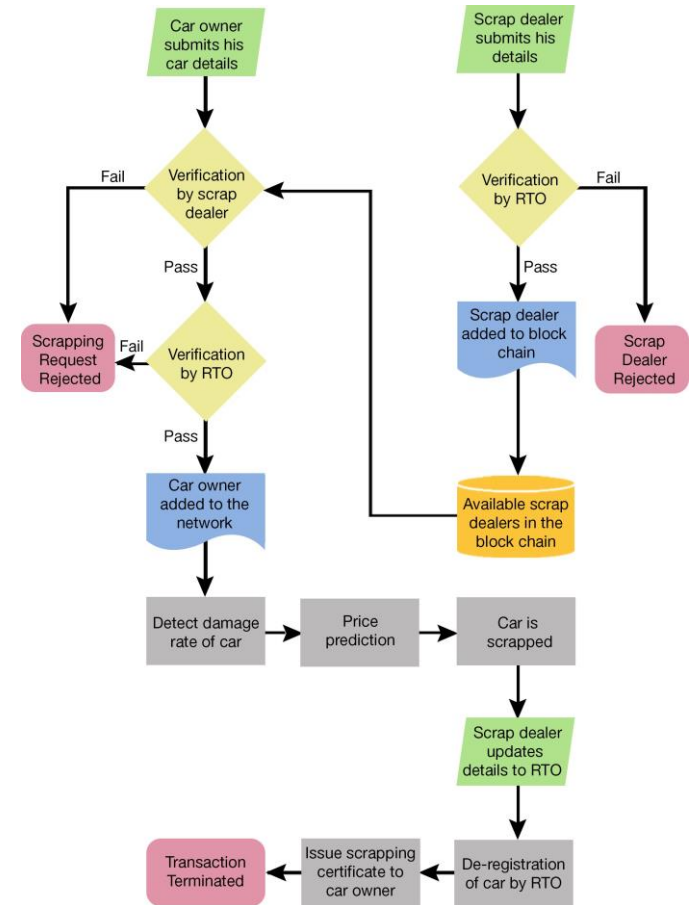 Car owner
submits his
car details
Scrap dealer
submits his
details
Fail
Verification
by scrap
dealer
Verification
by RTO
Fail
Pass
Pass
Scrapping
Request
Rejected
Fail
Verification
by RTO
Scrap dealer
added to block
chain
Scrap
Dealer
Rejected
Pass
Car owner
added to the
network
Available scrap
dealers in the
block chain
Detect damage
rate of car
Price
prediction
Car is
scrapped
Scrap dealer
updates
details to RTO
Transaction
Terminated
Issue scrapping
certificate to
car owner
De-registration
of car by RTO